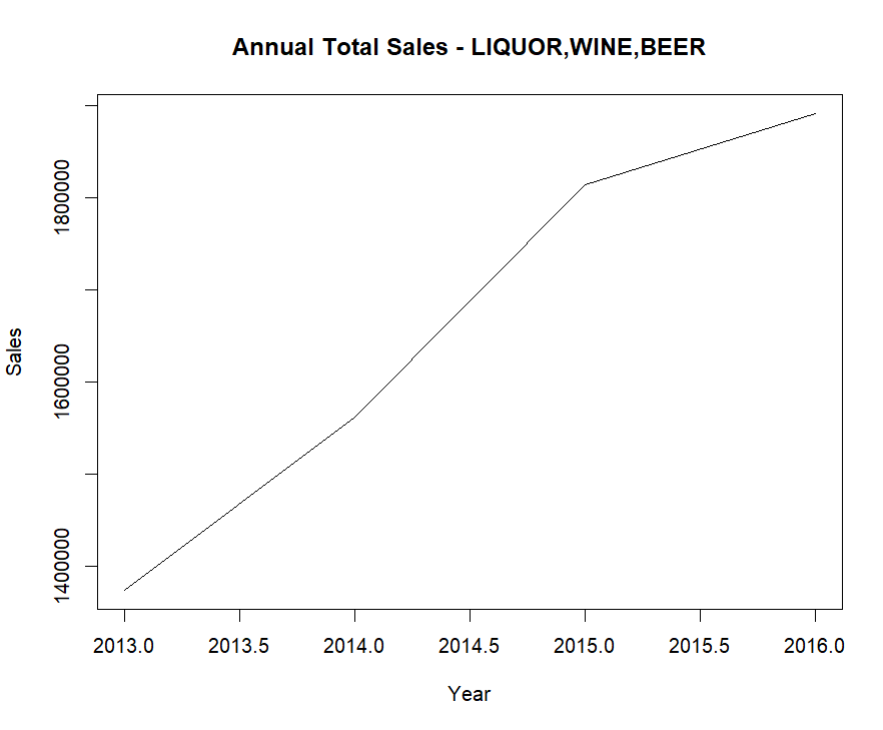 Annual Total Sales - LIQUOR,WINE,BEER
1800000
1600000
1400000
Sales
2013.0 2013.5 2014.0 2014.5 2015.0 2015.5 2016.0
Year